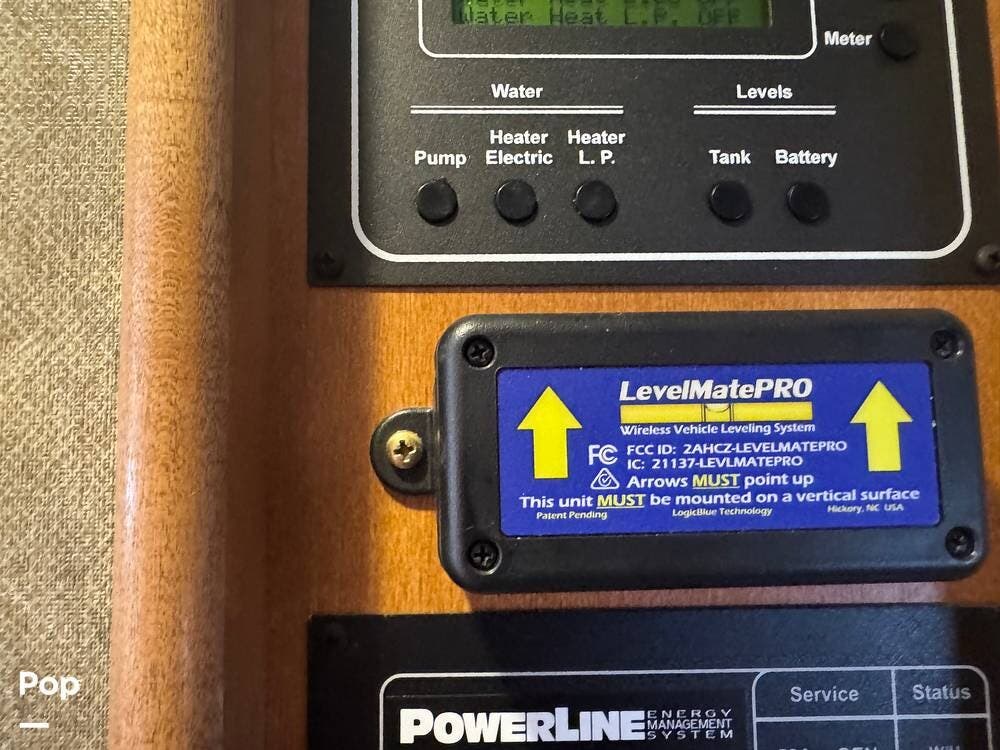 Water Heat L.P. OFF
Meter
Water
Levels
Pump
Heater Electric
Heater L. P.
Tank
Battery
LevelMatePRO
Wireless Vehicle Leveling System
FC FCC ID: 2AHCZ-LEVELMATEPRO
IC: 21137-LEVLMATEPRO
Arrows MUST point up
This unit MUST be mounted on a vertical surface
Patent Pending LogicBlue Technology Hickory, NC USA
Pop
Service Status
POWERLINE ENERGY MANAGEMENT SYSTEM